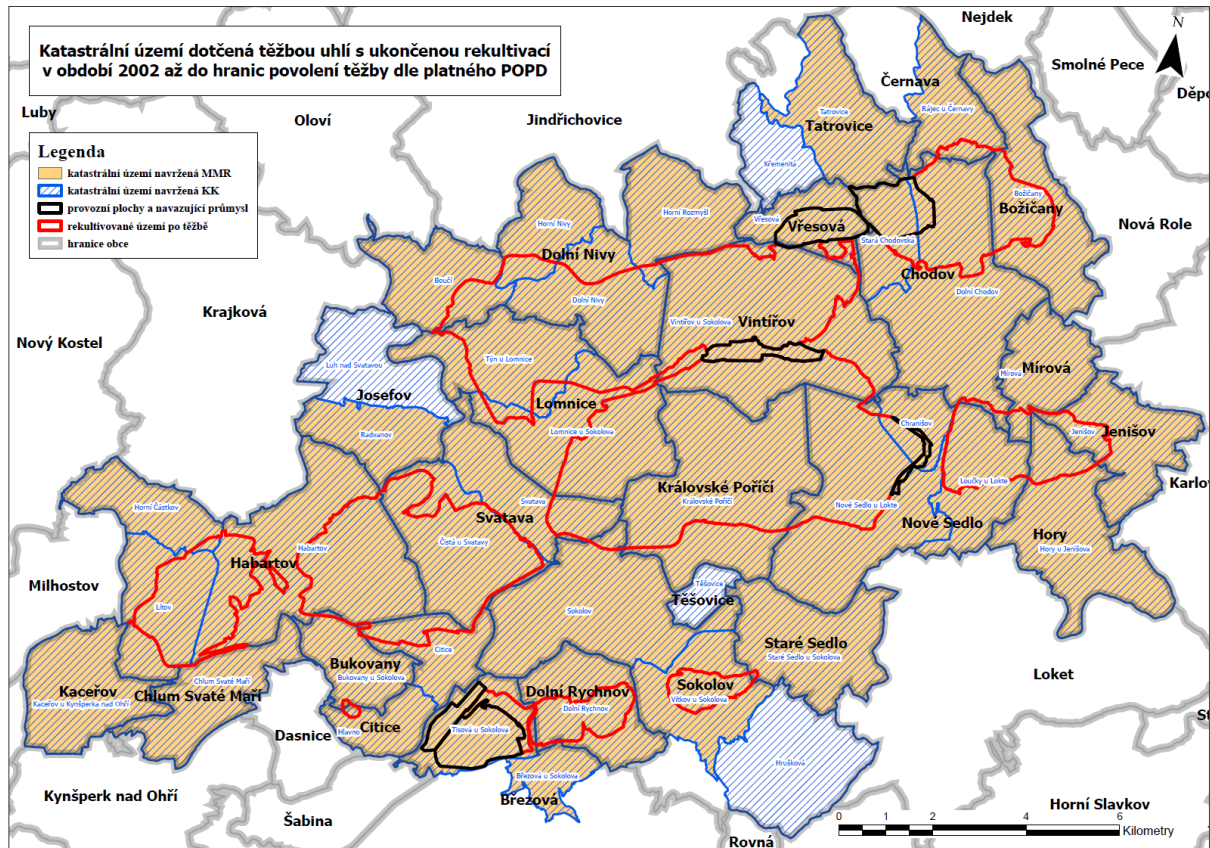 Katastrální území dotčená těžbou uhlí s ukončenou rekultivací
v období 2002 až do hranic povolení těžby dle platného POPD
Legenda
katastrální území navržená MMR
katastrální území navržená KK
provozní plochy a navazující průmysl
rekultivované území po těžbě
hranice obce
N
Nejdek
Smolné Pece
Černava
Luby
Oloví
Jindřichovice
Tatrovice
Rájec u Černavy
Tatrovice
Křemenitá
Božičany
Božičany
Horní Rozmyšl
Vřesová
Vřesová
Nová Role
Horní Nivy
Stará Chodovská
Dolní Nivy
Chodov
Boučí
Dolní Chodov
Dolní Nivy
Krajková
Vintířov u Sokolova
Vintířov
Nový Kostel
Týn u Lomnice
Luh nad Svatavou
Mírová
Mírová
Josefov
Lomnice
Chranišov
Lomnice u Sokolova
Jenišov
Jenišov
Radvanov
Loučky u Lokte
Královské Poříčí
Královské Poříčí
Svatava
Horní Částkov
Nové Sedlo u Lokte
Svatava
Nové Sedlo
Hory
Čistá u Svatavy
Habartov
Hory u Jenišova
Habartov
Milhostov
Těšovice
Těšovice
Lítov
Sokolov
Citice
Staré Sedlo
Staré Sedlo u Sokolova
Bukovany
Bukovany u Sokolova
Loket
Chlum Svaté Maří
Sokolov
Kaceřov
Chlum Svaté Maří
Dolní Rychnov
Vítkov u Sokolova
Kaceřov u Kynšperka nad Ohří
Dolní Rychnov
Citice
Tisová u Sokolova
Hlavno
Dasnice
Hrušková
Březová u Sokolova
Kynšperk nad Ohří
Březová
Horní Slavkov
Šabina
0 1 2 4 6
Kilometry
Rovná